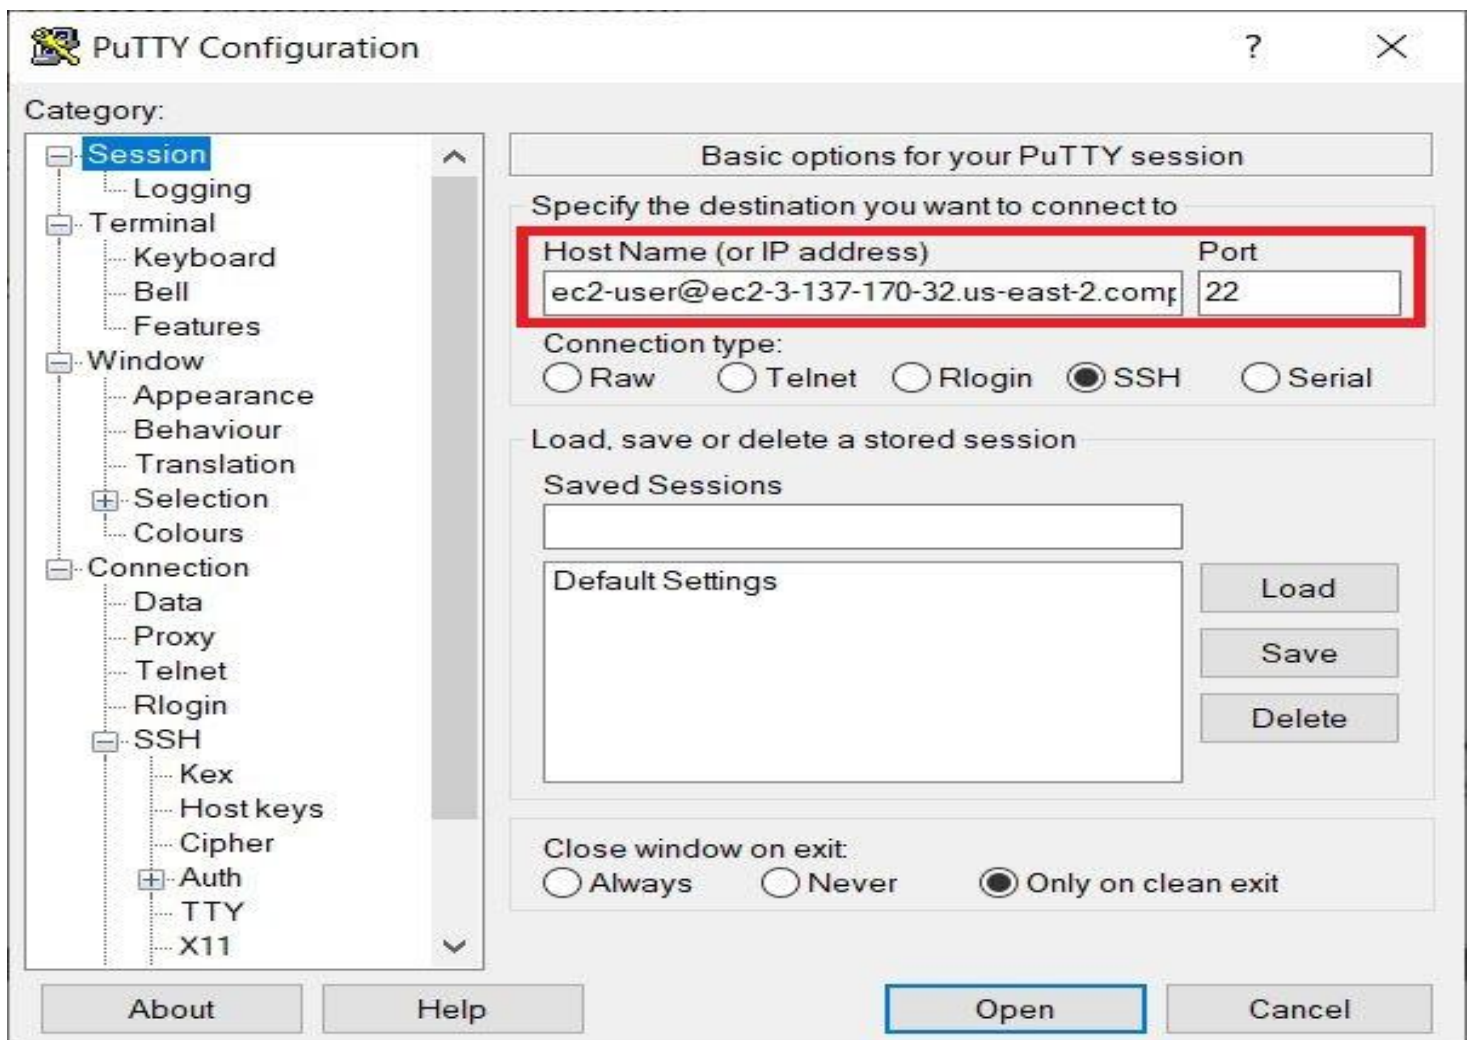 PuTTY Configuration
?
Category:
Session
Logging
Terminal
Keyboard
Bell
Features
Window
Appearance
Behaviour
Translation
Selection
Colours
Connection
Data
Proxy
Telnet
Rlogin
SSH
Kex
Host keys
Cipher
Auth
TTY
X11
Basic options for your PuTTY session
Specify the destination you want to connect to
Host Name (or IP address) Port
ec2-user@ec2-3-137-170-32.us-east-2.comp 22
Connection type:
Raw Telnet Rlogin SSH Serial
Load, save or delete a stored session
Saved Sessions
Default Settings
Load
Save
Delete
Close window on exit:
Always Never Only on clean exit
About Help Open Cancel